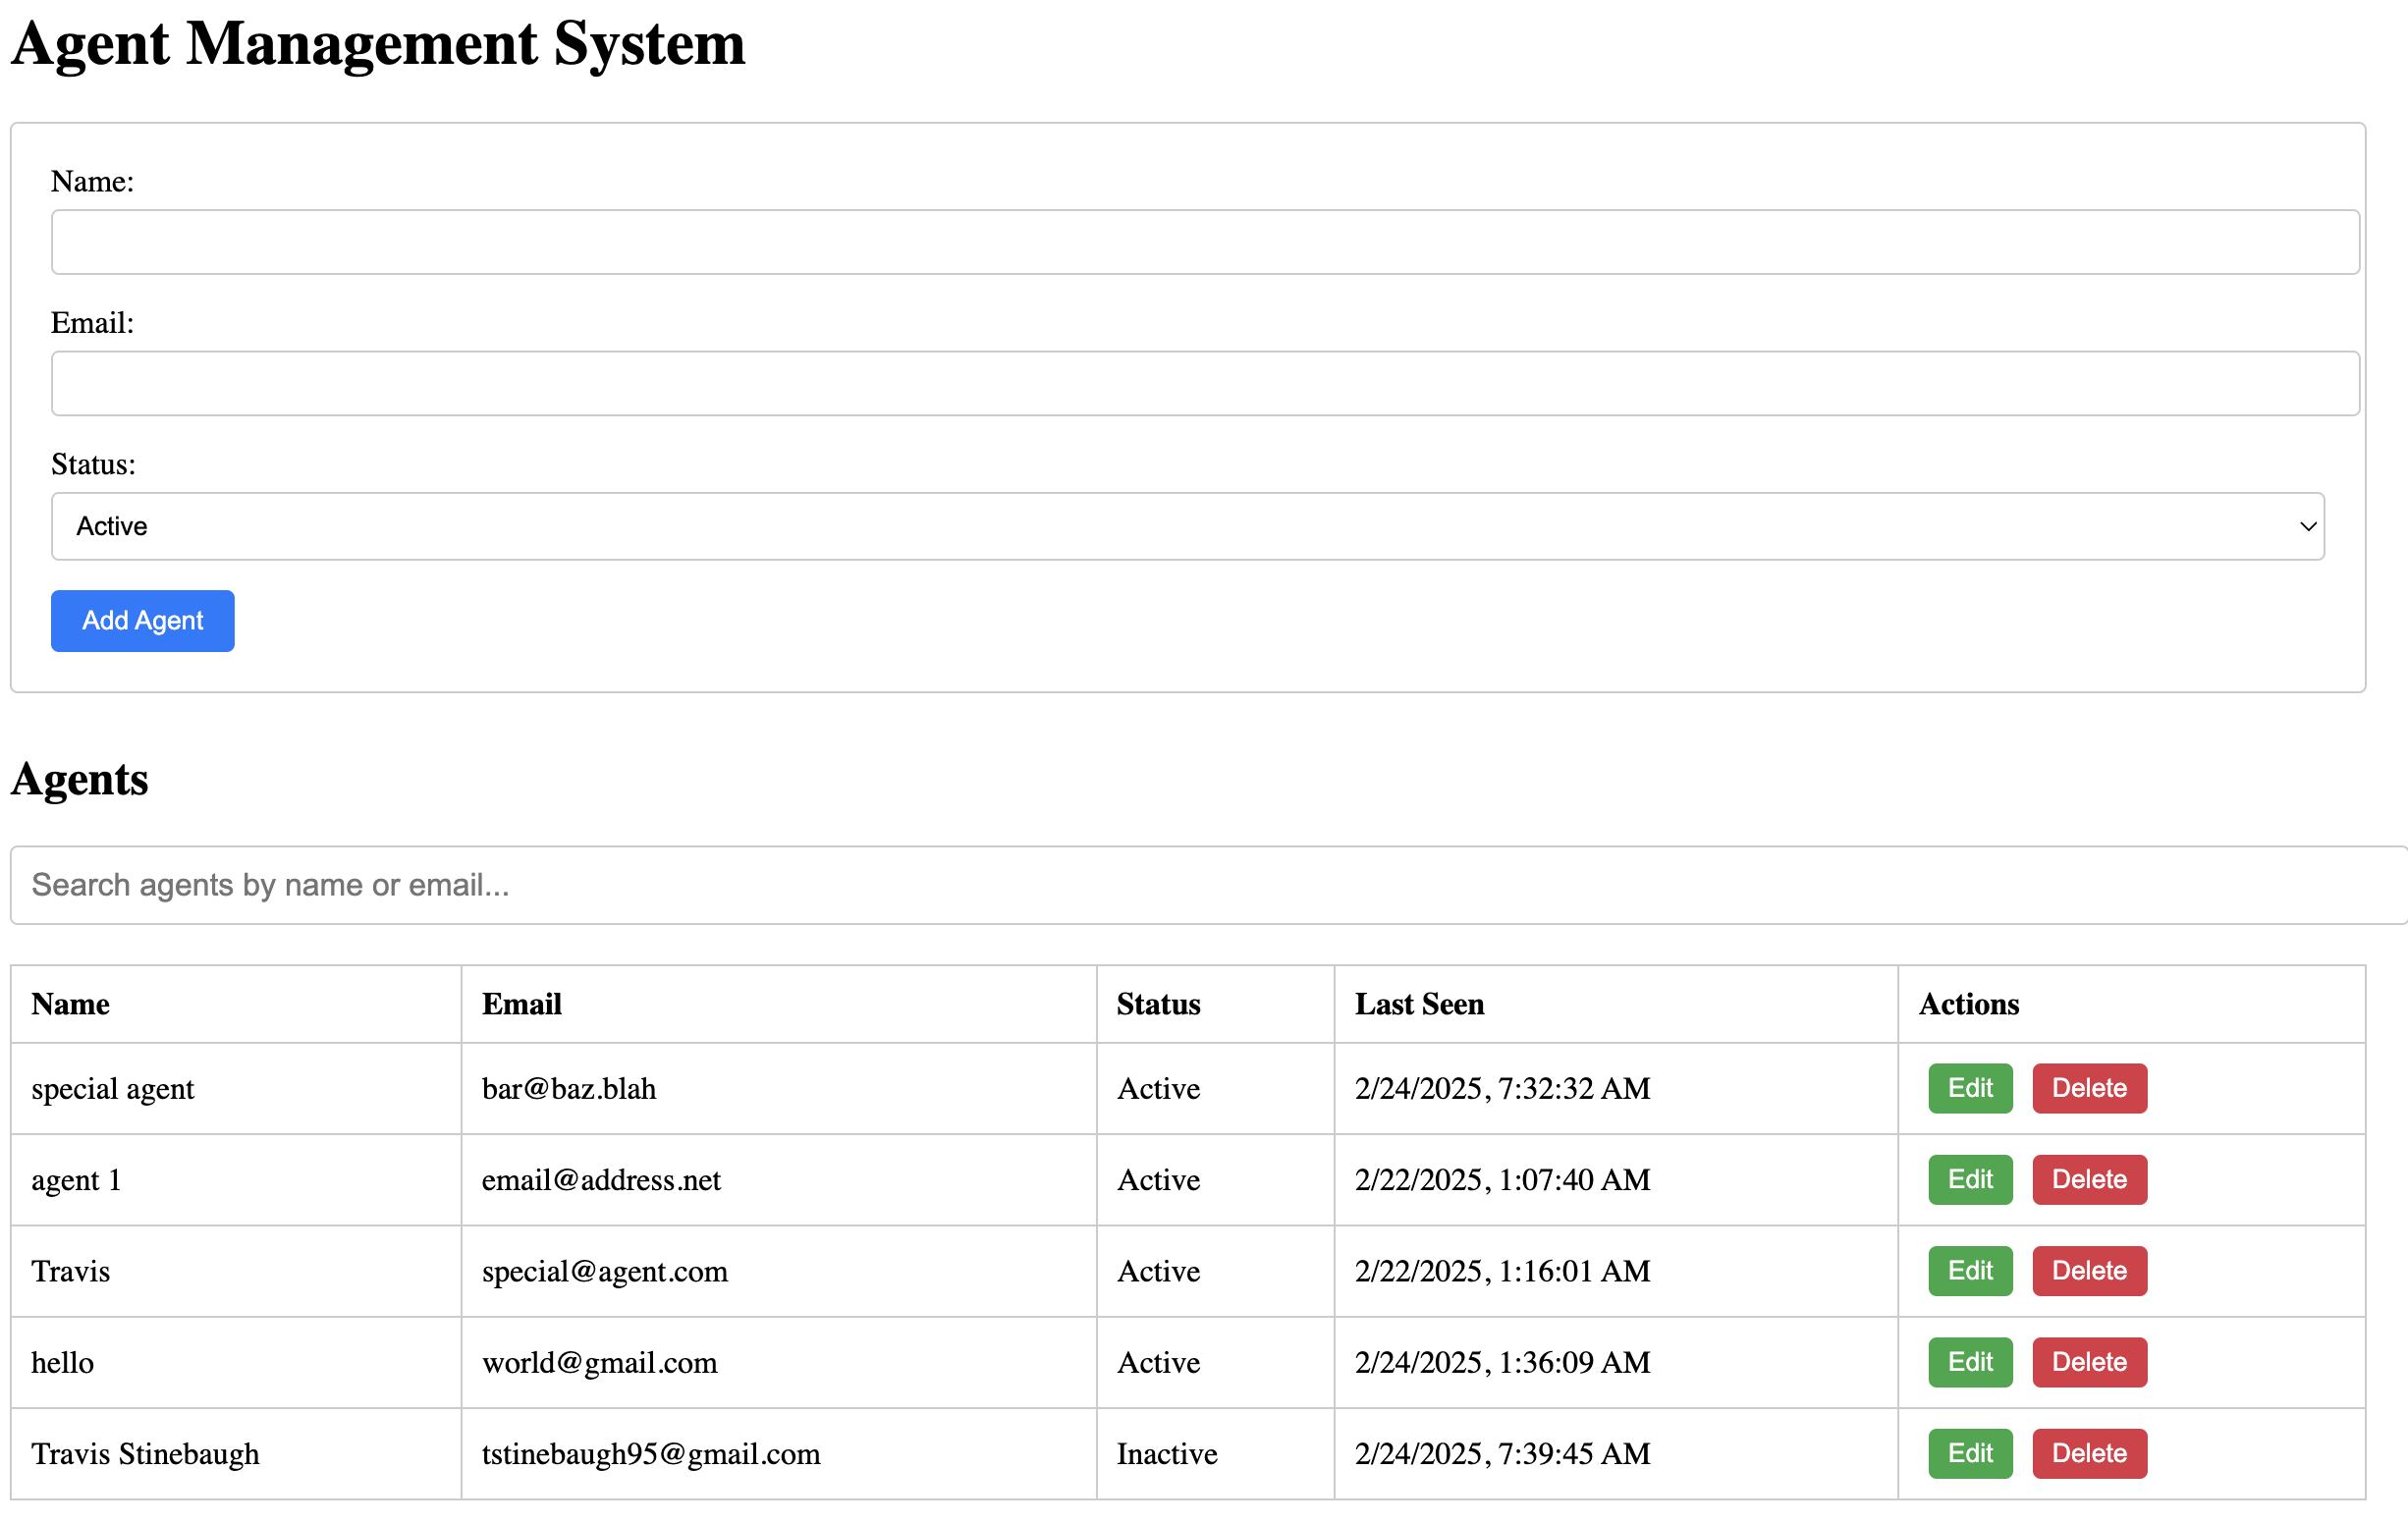 Agent Management System
Name:
Email:
Status:
Active
Add Agent
Agents
Search agents by name or email...
Name Email Status Last Seen Actions
special agent bar@baz.blah Active 2/24/2025, 7:32:32 AM Edit Delete
agent 1 email@address.net Active 2/22/2025, 1:07:40 AM Edit Delete
Travis special@agent.com Active 2/22/2025, 1:16:01 AM Edit Delete
hello world@gmail.com Active 2/24/2025, 1:36:09 AM Edit Delete
Travis Stinebaugh tstinebaugh95@gmail.com Inactive 2/24/2025, 7:39:45 AM Edit Delete